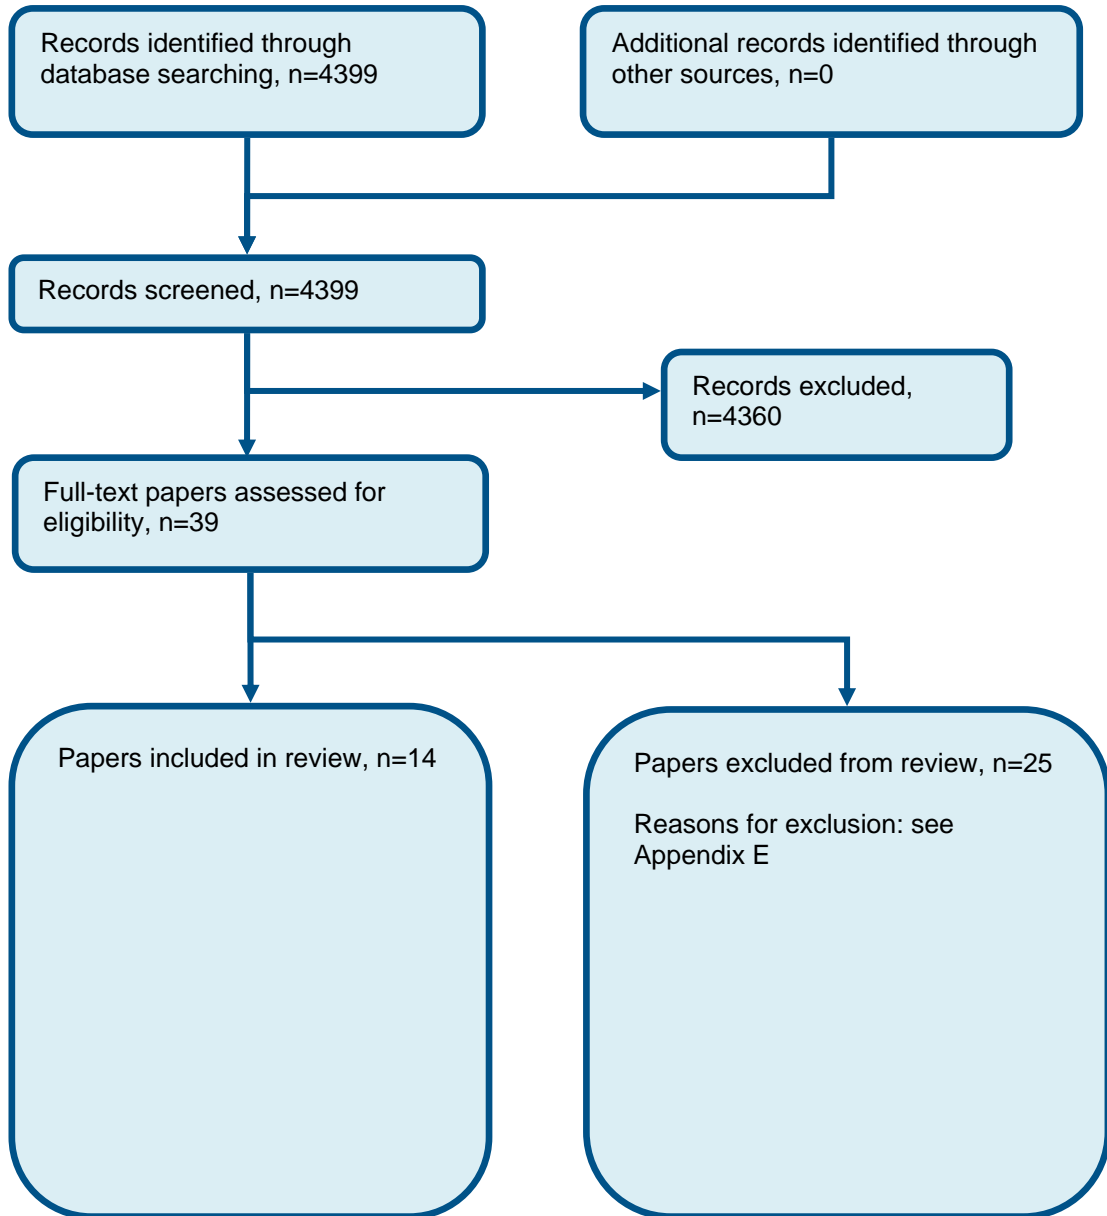 Records identified through
database searching, n=4399
Additional records identified through
other sources, n=0
Records screened, n=4399
Records excluded,
n=4360
Full-text papers assessed for
eligibility, n=39
Papers included in review, n=14
Papers excluded from review, n=25
Reasons for exclusion: see
Appendix E